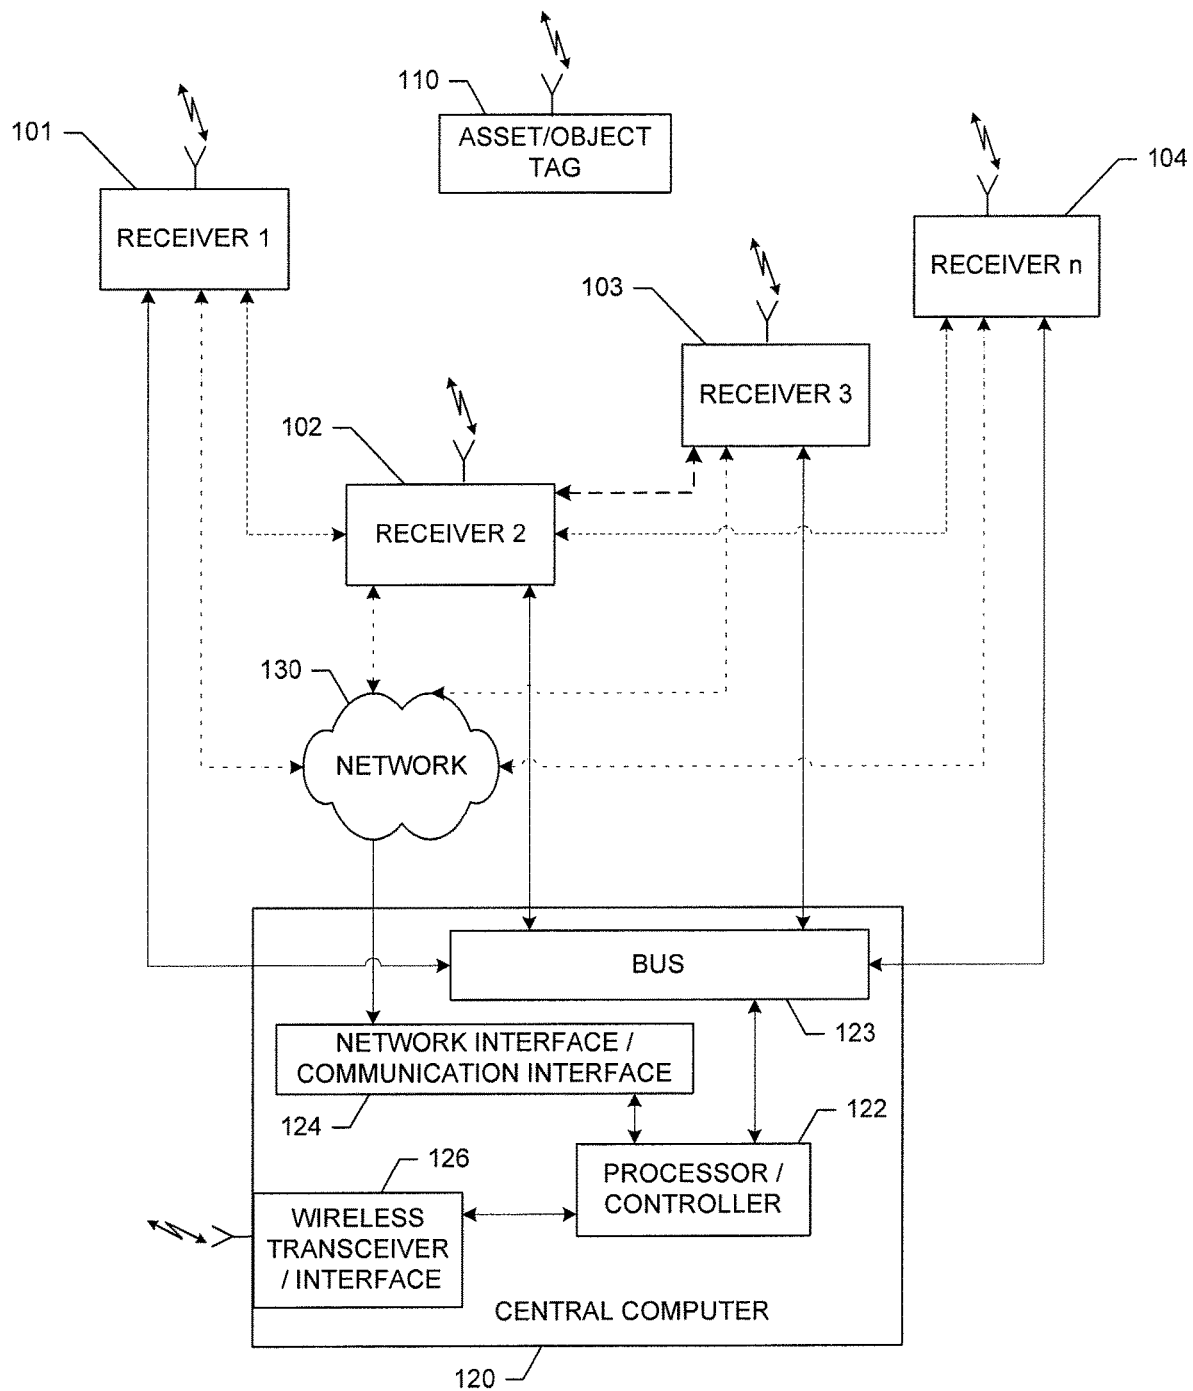 110
ASSET/OBJECT
TAG
101
RECEIVER 1
104
RECEIVER n
103
RECEIVER 3
102
RECEIVER 2
130
NETWORK
BUS
123
NETWORK INTERFACE /
COMMUNICATION INTERFACE
124
122
PROCESSOR /
CONTROLLER
126
WIRELESS
TRANSCEIVER
/ INTERFACE
CENTRAL COMPUTER
120